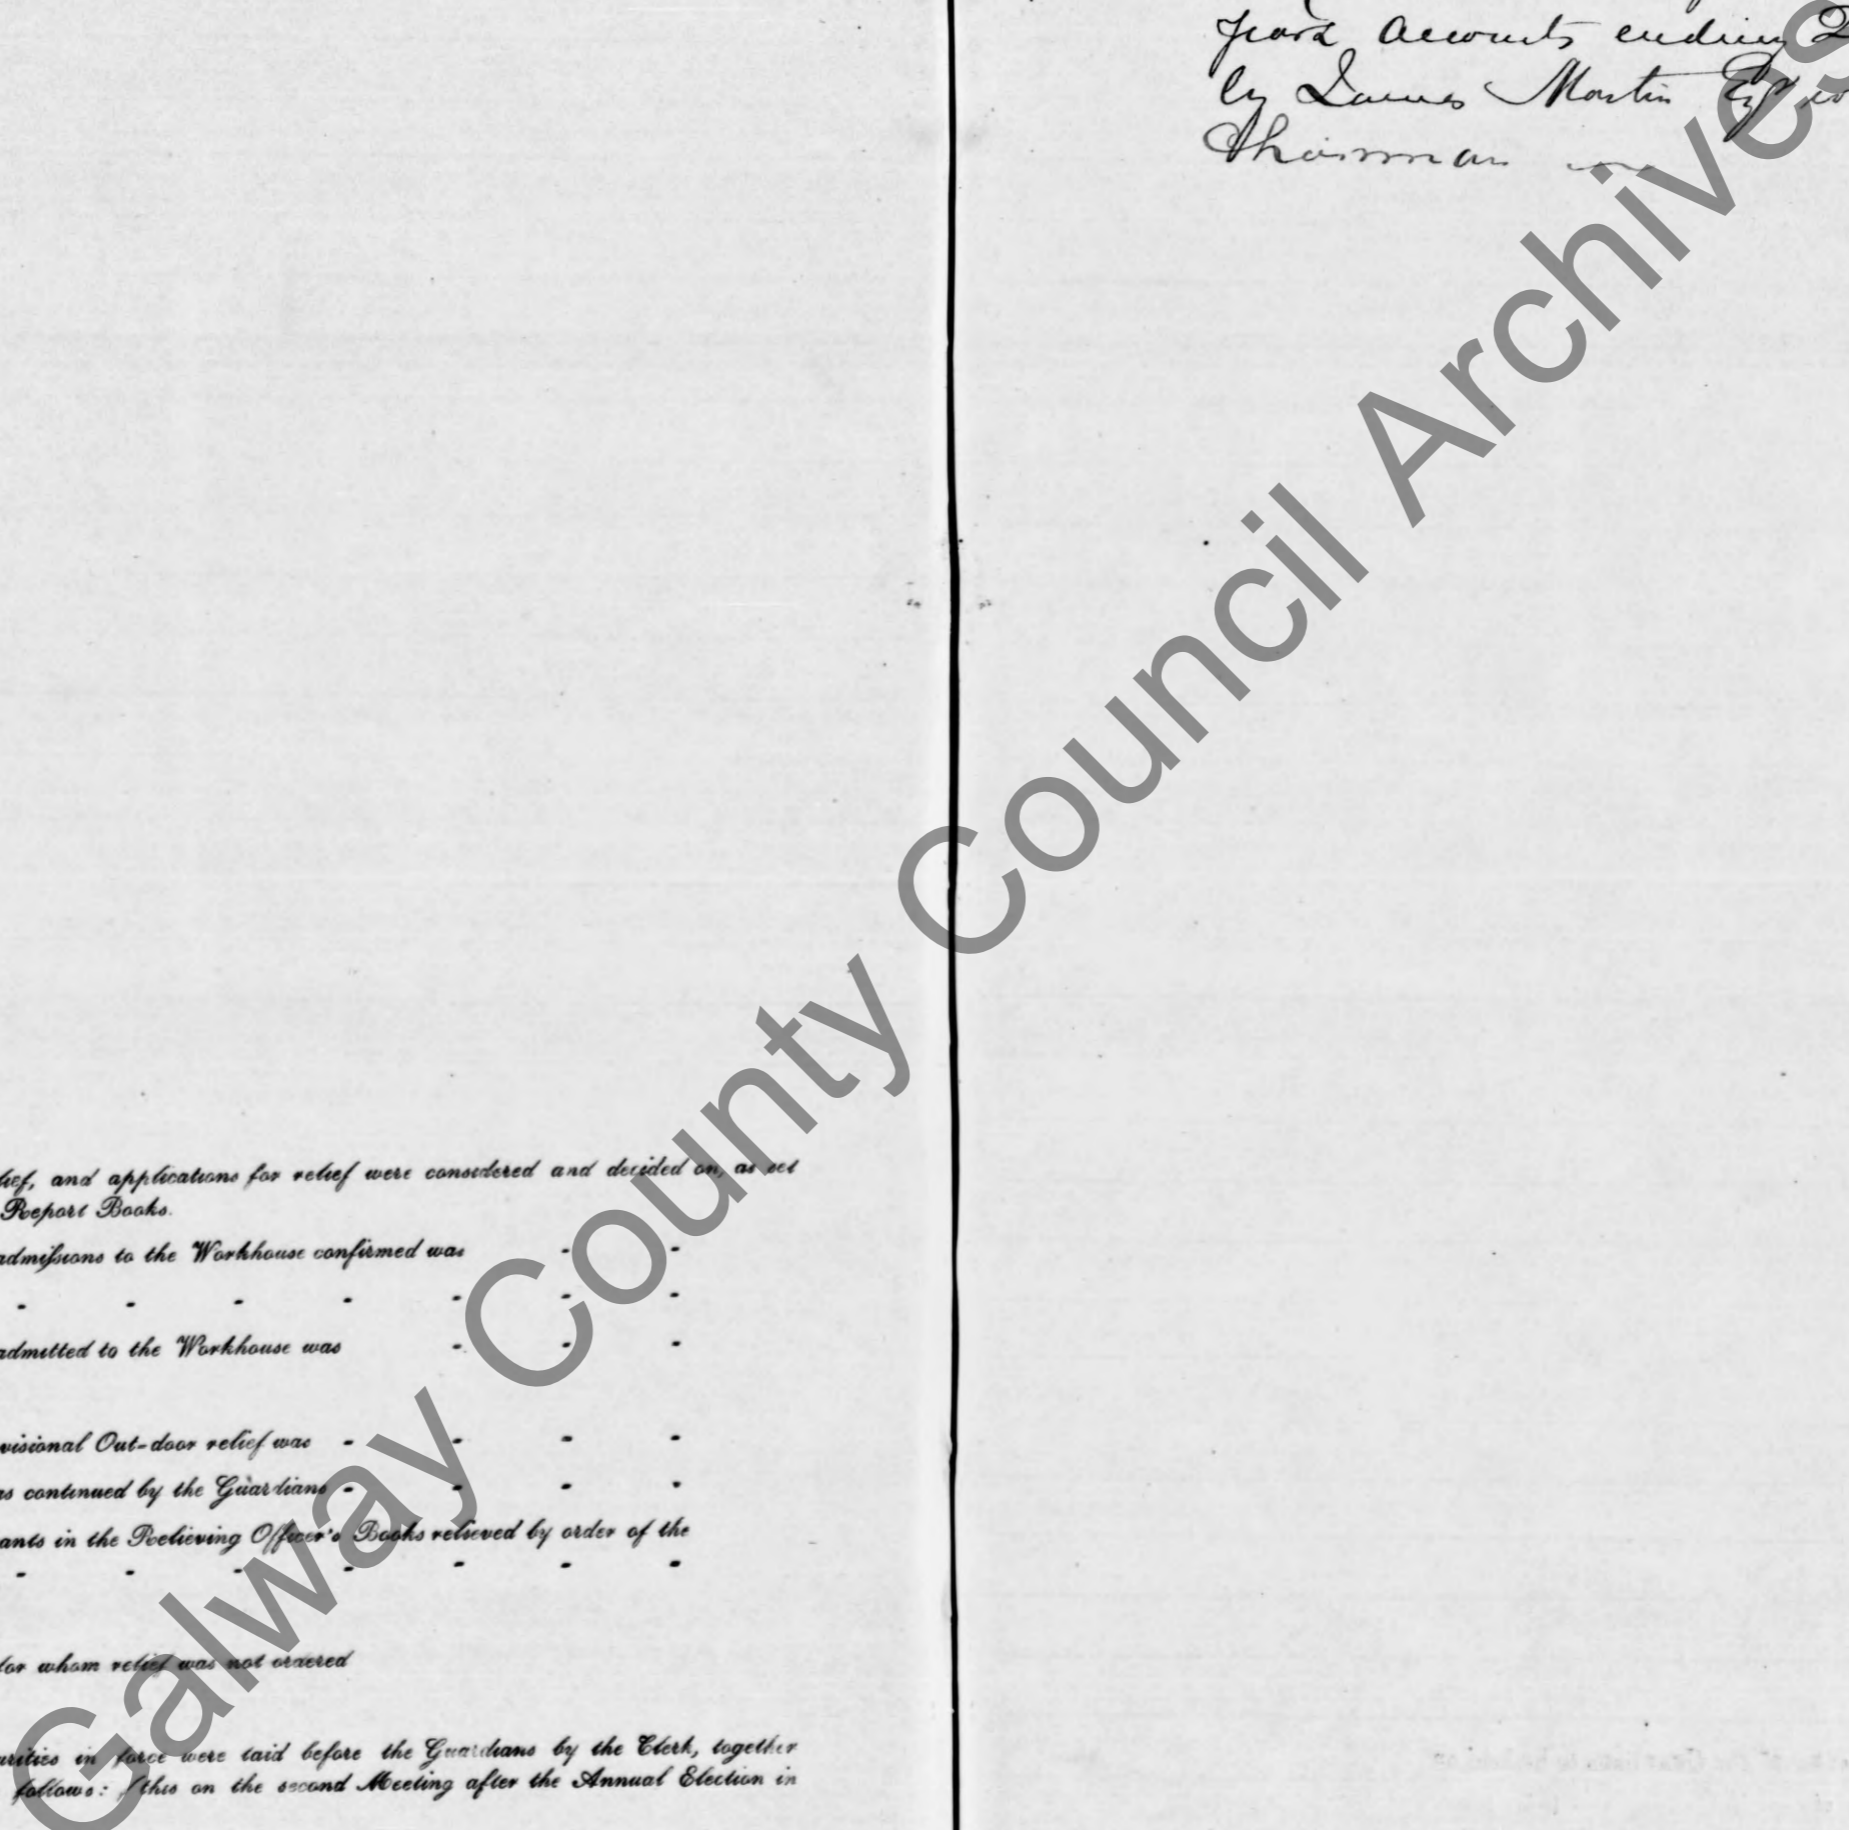 lief, and applications for relief were considered and decided on, as set
Report Books.
admissions to the Workhouse confirmed was - -
- - - - - - -
admitted to the Workhouse was - - -
visional Out-door relief was - - - -
as continued by the Guardians - - -
ants in the Relieving Officer's Books relieved by order of the
- - - - - - -
for whom relief was not ordered
urities in force were laid before the Guardians by the Clerk, together
follows: (this on the second Meeting after the Annual Election in
Accounts ending
by James Martin Esq
Chairman
Galway County Council Archives